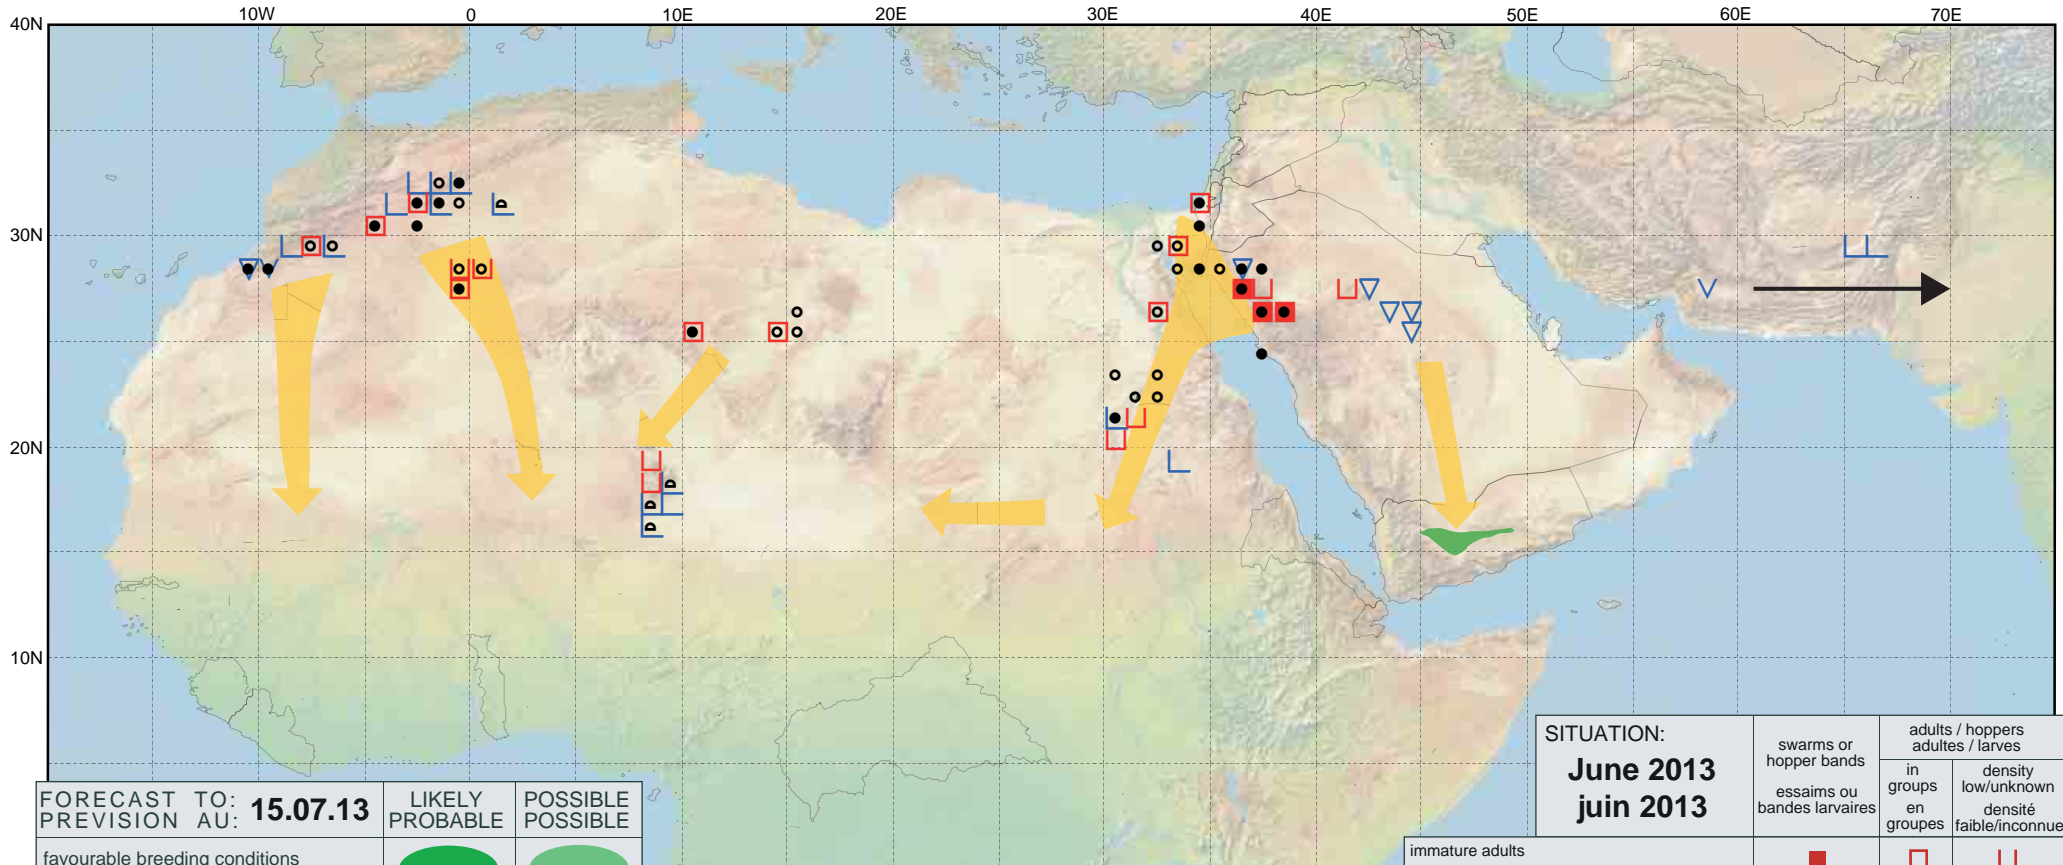 10W 0 10E 20E 30E 40E 50E 60E 70E
40N
30N
20N
10N
FORECAST TO: 15.07.13
PREVISION AU:
LIKELY
PROBABLE
POSSIBLE
POSSIBLE
favourable breeding conditions
SITUATION:
June 2013
juin 2013
swarms or
hopper bands
essaims ou
bandes larvaires
adults / hoppers
adultes / larves
in
groups
en
groupes
density
low/unknown
densité
faible/inconnue
immature adults